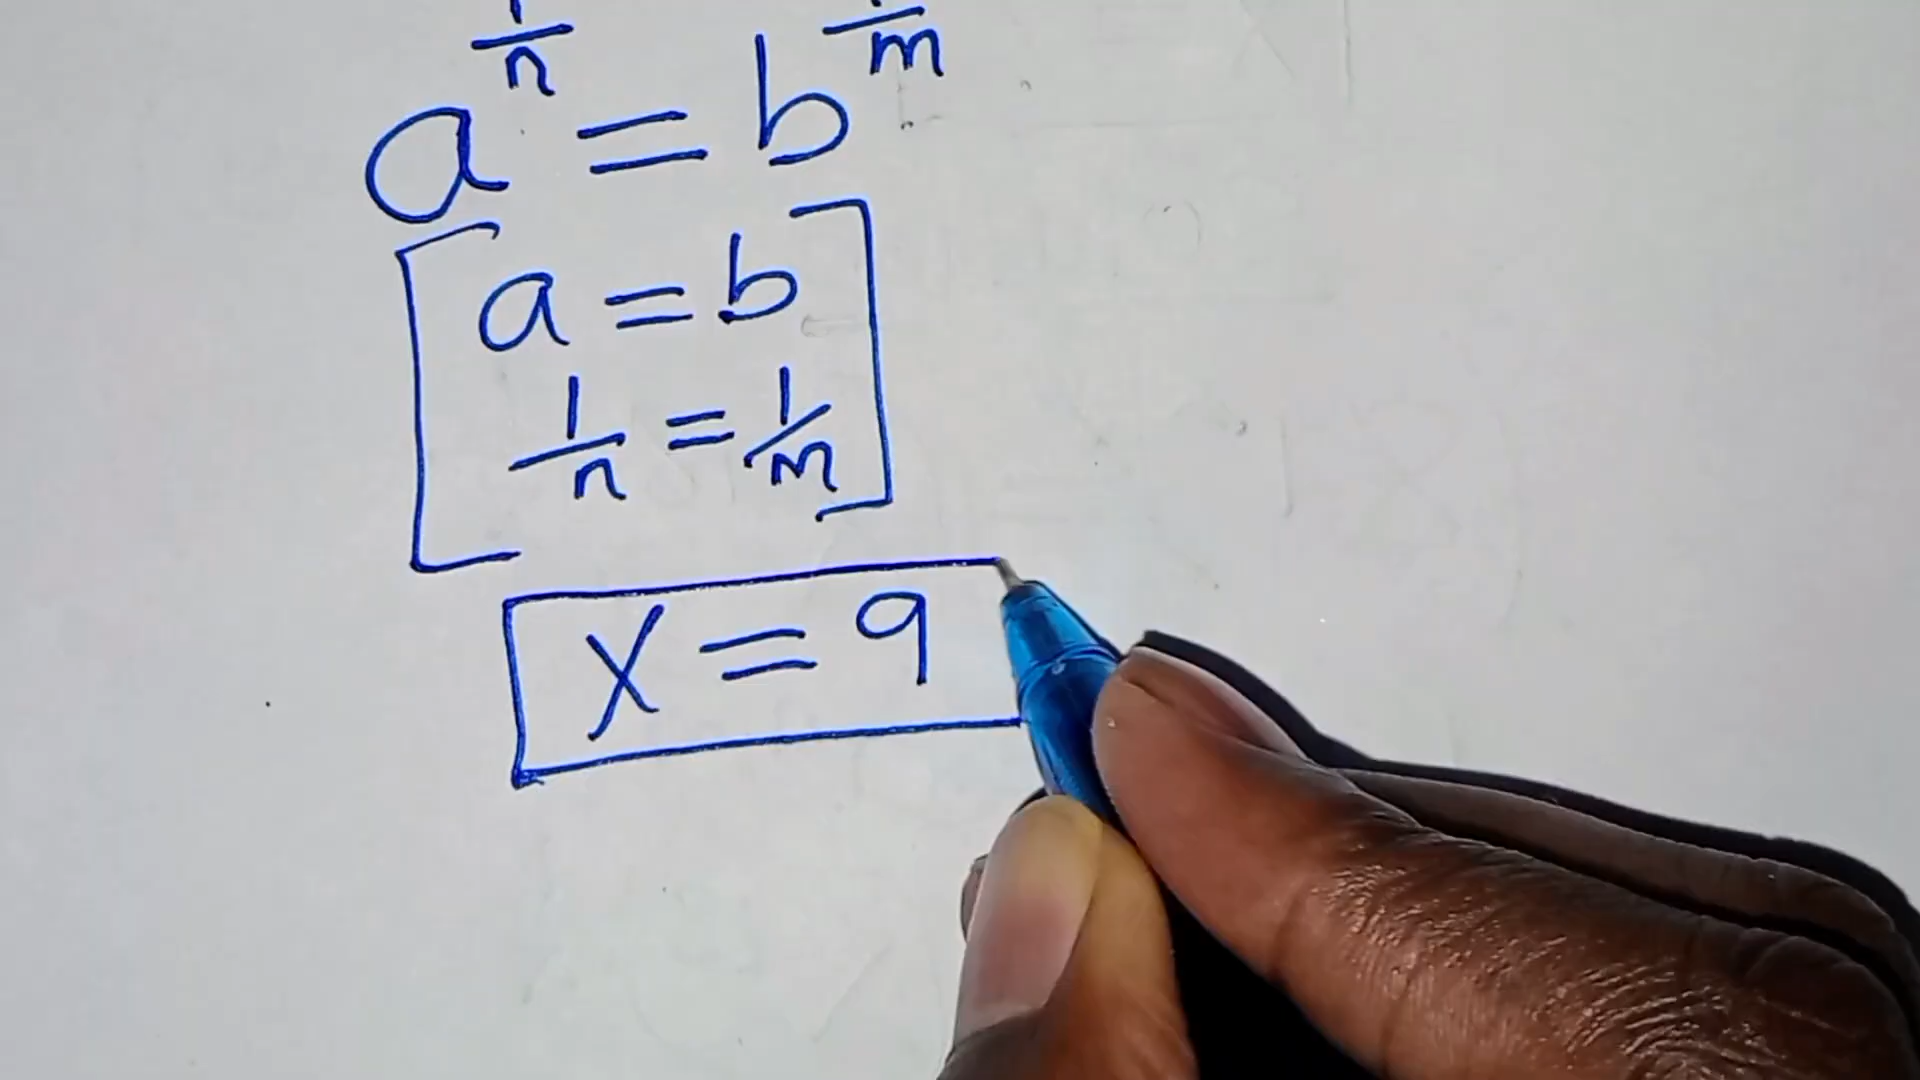 a^(1/n) = b^(1/m)
a = b
1/n = 1/m
x = 9